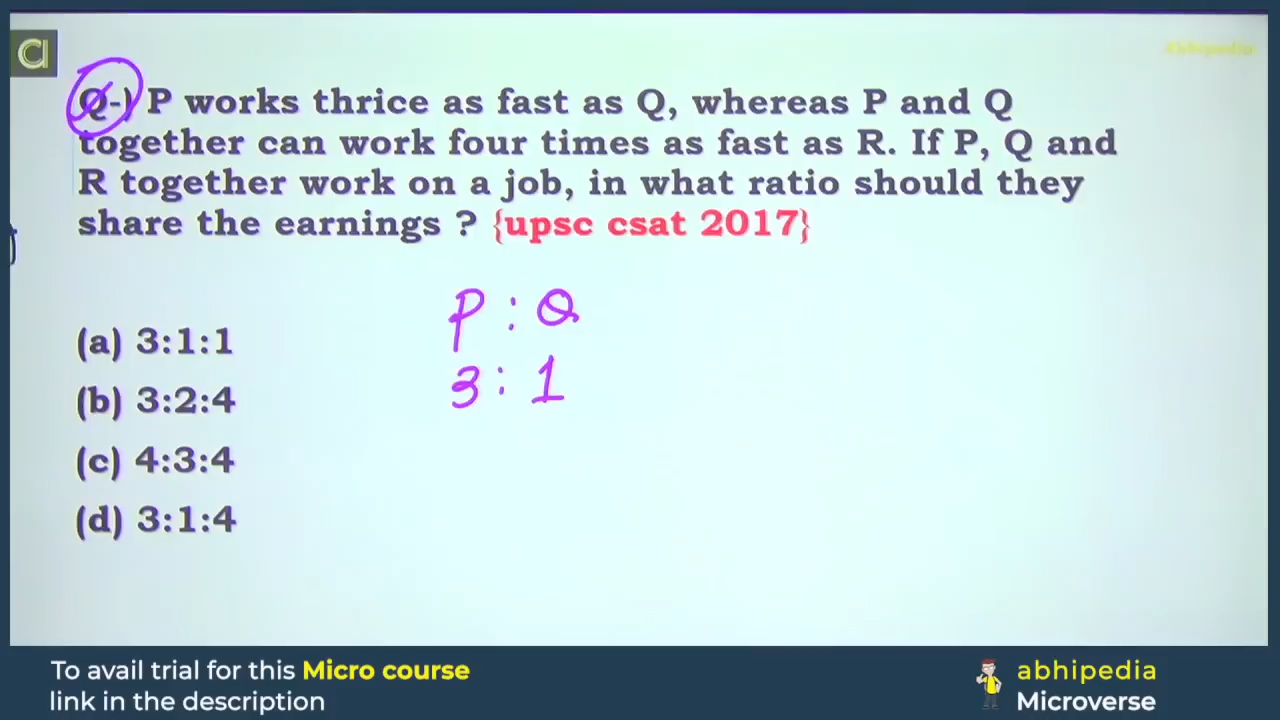 a
Abhipedia
Q-) P works thrice as fast as Q, whereas P and Q
together can work four times as fast as R. If P, Q and
R together work on a job, in what ratio should they
share the earnings ? {upsc csat 2017}
P : Q
3 : 1
(a) 3:1:1
(b) 3:2:4
(c) 4:3:4
(d) 3:1:4
To avail trial for this Micro course
link in the description
abhipedia
Microverse